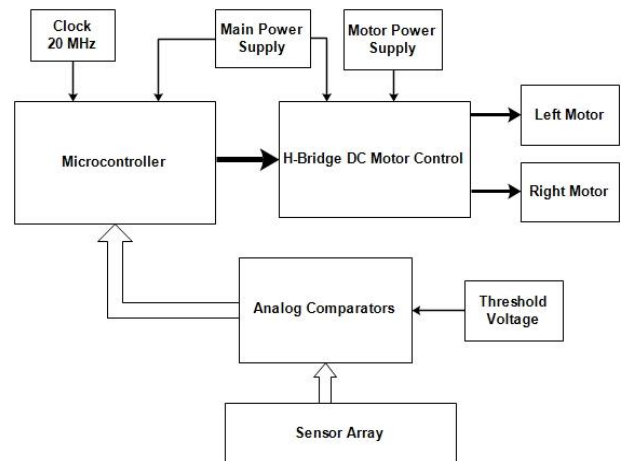 Clock
20 MHz
Main Power
Supply
Motor Power
Supply
Microcontroller
H-Bridge DC Motor Control
Left Motor
Right Motor
Analog Comparators
Threshold
Voltage
Sensor Array